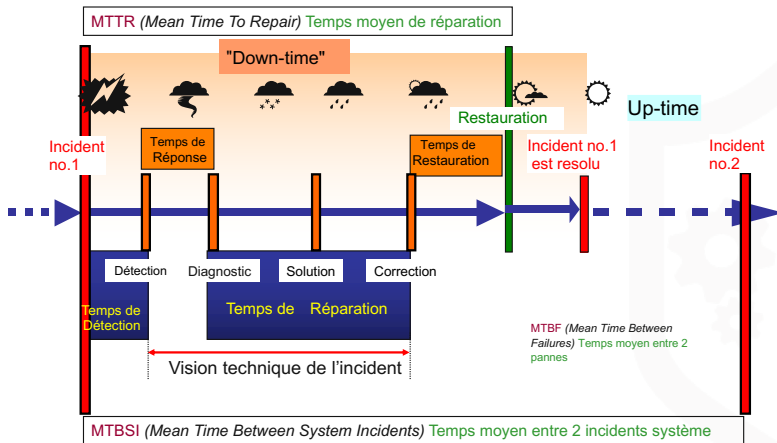 MTTR (Mean Time To Repair) Temps moyen de réparation
"Down-time"
Up-time
Restauration
Incident
no.1
Temps de
Réponse
Temps de
Restauration
Incident no.1
est resolu
Incident
no.2
Détection
Diagnostic
Solution
Correction
Temps de
Détection
Temps de Réparation
MTBF (Mean Time Between
Failures) Temps moyen entre 2
pannes
Vision technique de l'incident
MTBSI (Mean Time Between System Incidents) Temps moyen entre 2 incidents système